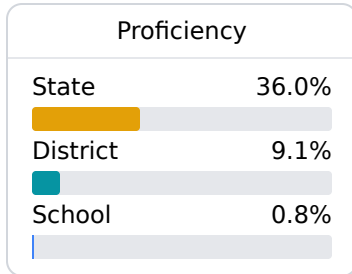 Proficiency
State 36.0%
District 9.1%
School 0.8%